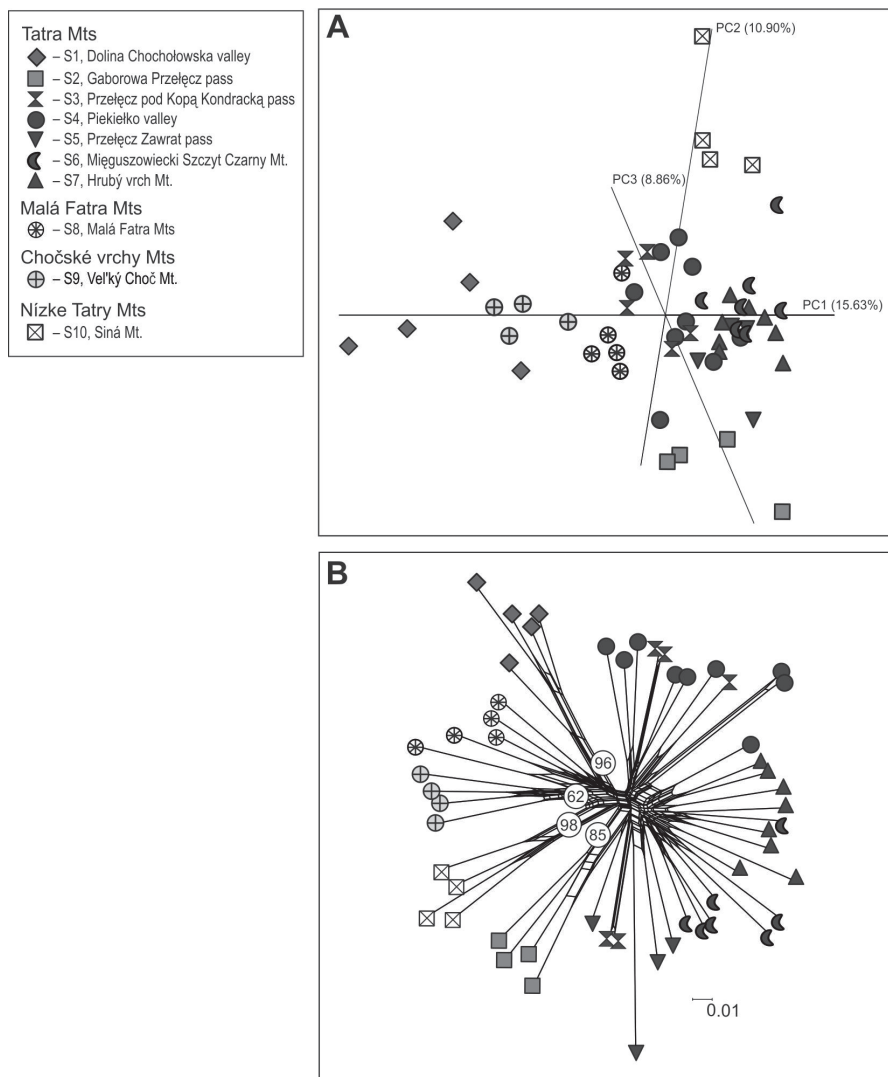 Tatra Mts
– S1, Dolina Chochołowska valley
– S2, Gaborowa Przełęcz pass
– S3, Przełęcz pod Kopą Kondracką pass
– S4, Piekiełko valley
– S5, Przełęcz Zawrat pass
– S6, Mięguszowiecki Szczyt Czarny Mt.
– S7, Hrubý vrch Mt.
Malá Fatra Mts
– S8, Malá Fatra Mts
Chočské vrchy Mts
– S9, Veľký Choč Mt.
Nízke Tatry Mts
– S10, Siná Mt.
A
PC2 (10.90%)
PC3 (8.86%)
PC1 (15.63%)
B
96
62
98
85
0.01